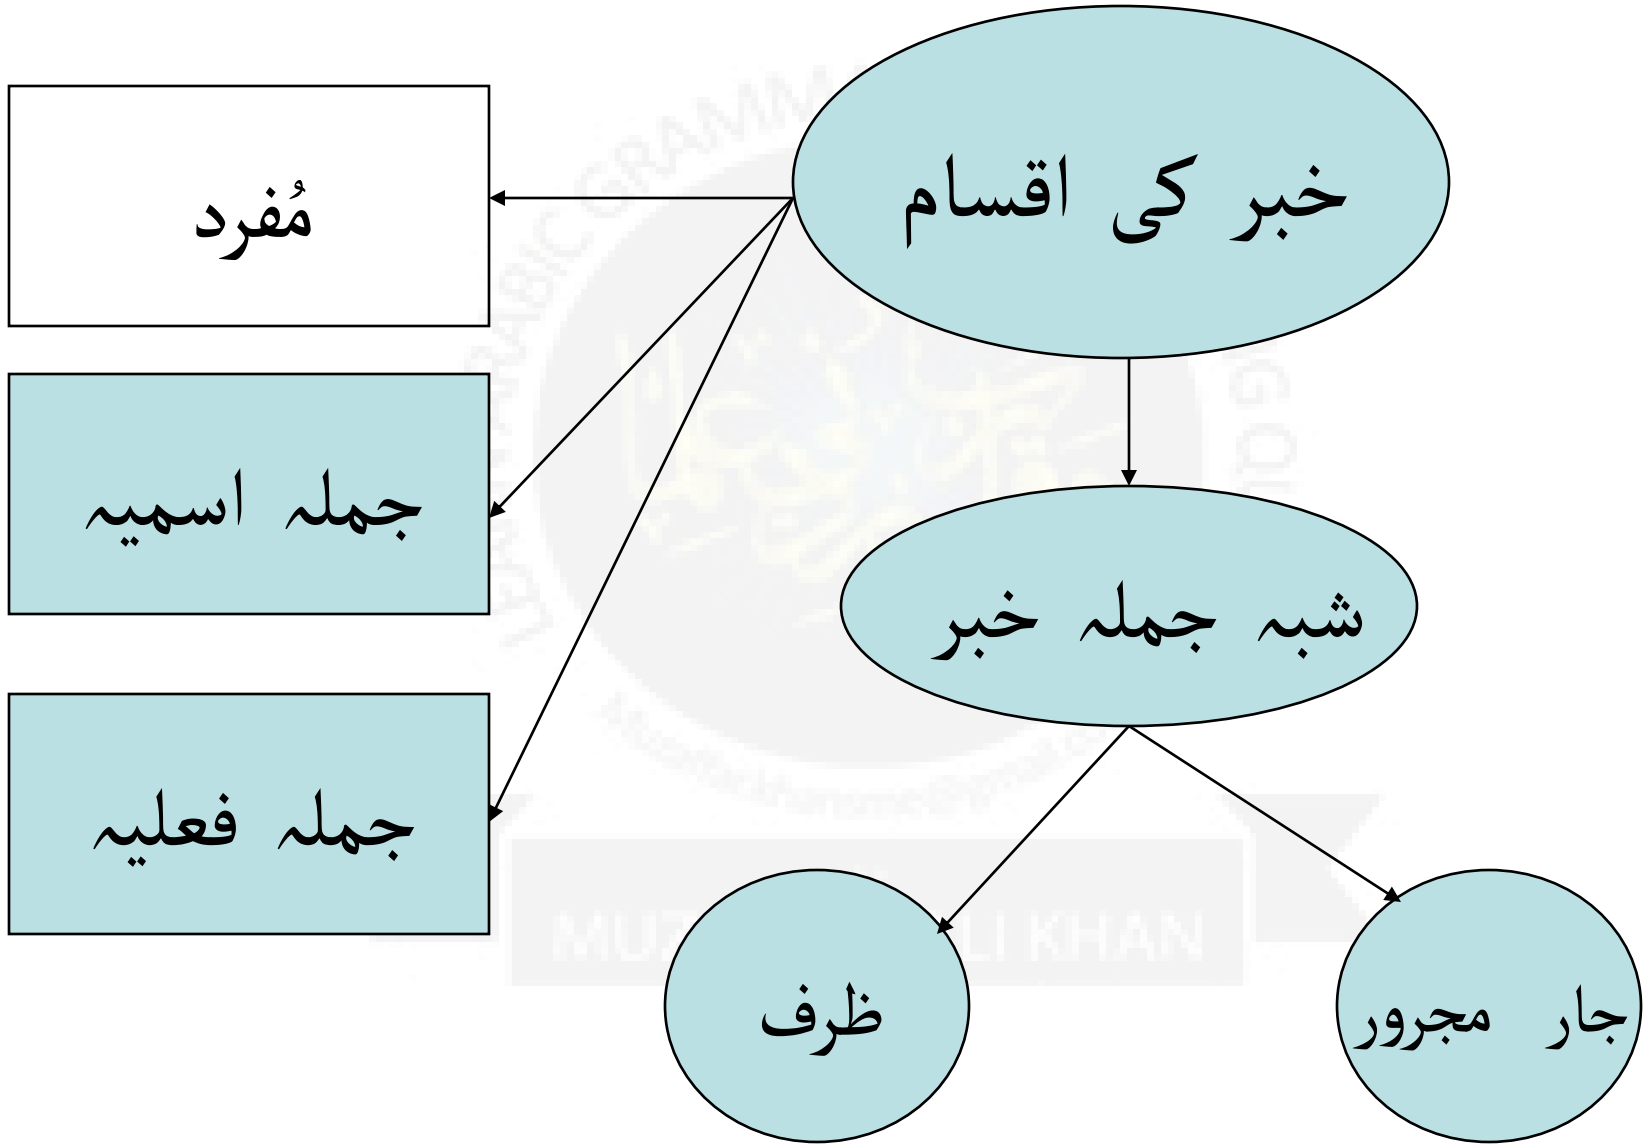 خبر کی اقسام
مُفرد
جملہ اسمیہ
جملہ فعلیہ
شبہ جملہ خبر
ظرف
جار مجرور